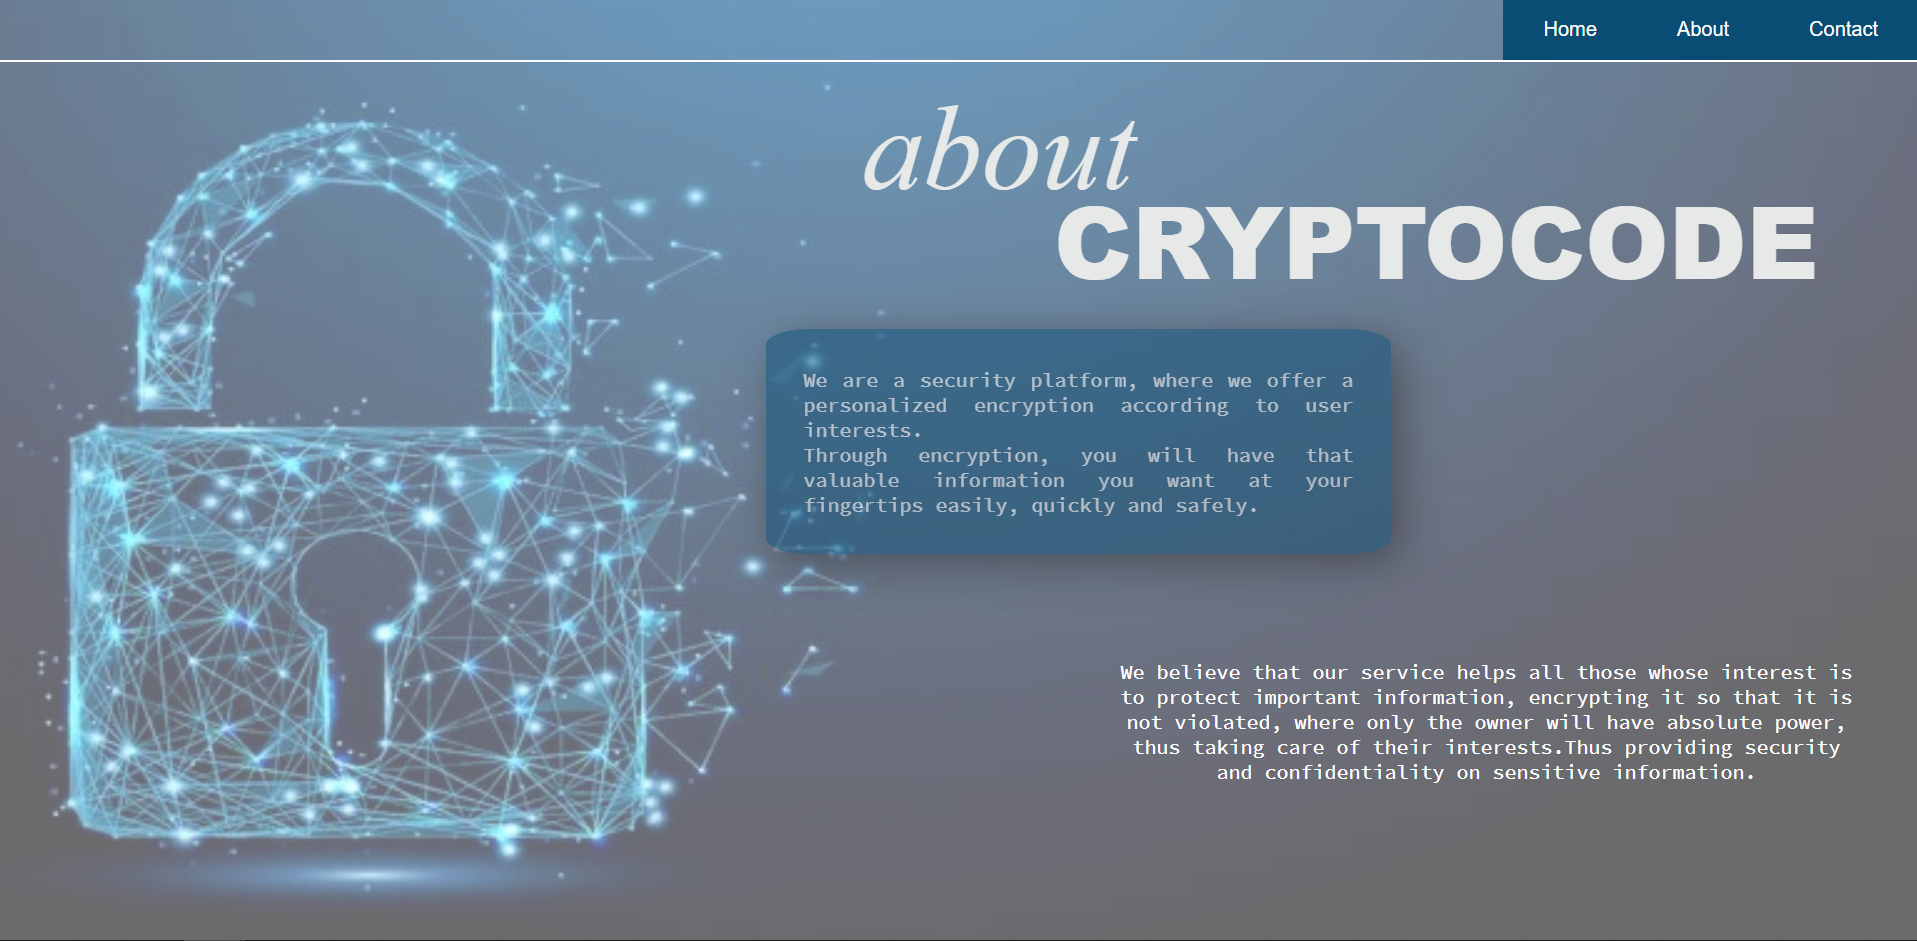 Home About Contact
about
CRYPTOCODE
We are a security platform, where we offer a
personalized encryption according to user
interests.
Through encryption, you will have that
valuable information you want at your
fingertips easily, quickly and safely.
We believe that our service helps all those whose interest is
to protect important information, encrypting it so that it is
not violated, where only the owner will have absolute power,
thus taking care of their interests.Thus providing security
and confidentiality on sensitive information.